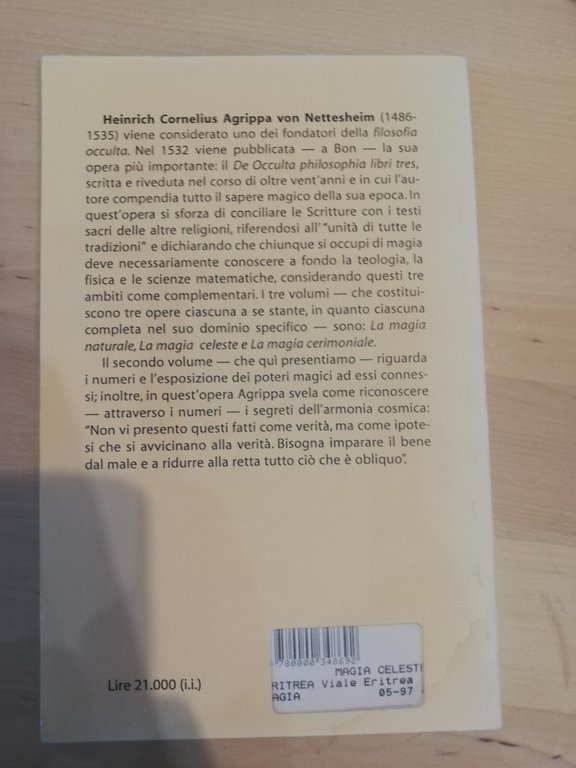 Heinrich Cornelius Agrippa von Nettesheim (1486-
1535) viene considerato uno dei fondatori della filosofia
occulta. Nel 1532 viene pubblicata — a Bon — la sua
opera più importante: il De Occulta philosophia libri tres,
scritta e riveduta nel corso di oltre vent'anni e in cui l'au-
tore compendia tutto il sapere magico della sua epoca. In
quest'opera si sforza di conciliare le Scritture con i testi
sacri delle altre religioni, riferendosi all' "unità di tutte le
tradizioni" e dichiarando che chiunque si occupi di magia
deve necessariamente conoscere a fondo la teologia, la
fisica e le scienze matematiche, considerando questi tre
ambiti come complementari. I tre volumi — che costitui-
scono tre opere ciascuna a se stante, in quanto ciascuna
completa nel suo dominio specifico — sono: La magia
naturale, La magia celeste e La magia cerimoniale.
Il secondo volume — che quì presentiamo — riguarda
i numeri e l'esposizione dei poteri magici ad essi connes-
si; inoltre, in quest'opera Agrippa svela come riconoscere
— attraverso i numeri — i segreti dell'armonia cosmica:
"Non vi presento questi fatti come verità, ma come ipote-
si che si avvicinano alla verità. Bisogna imparare il bene
dal male e a ridurre alla retta tutto ciò che è obliquo".
780000 348692
MAGIA CELEST
RITREA Viale Eritrea
AGIA 05-97
Lire 21.000 (i.i.)